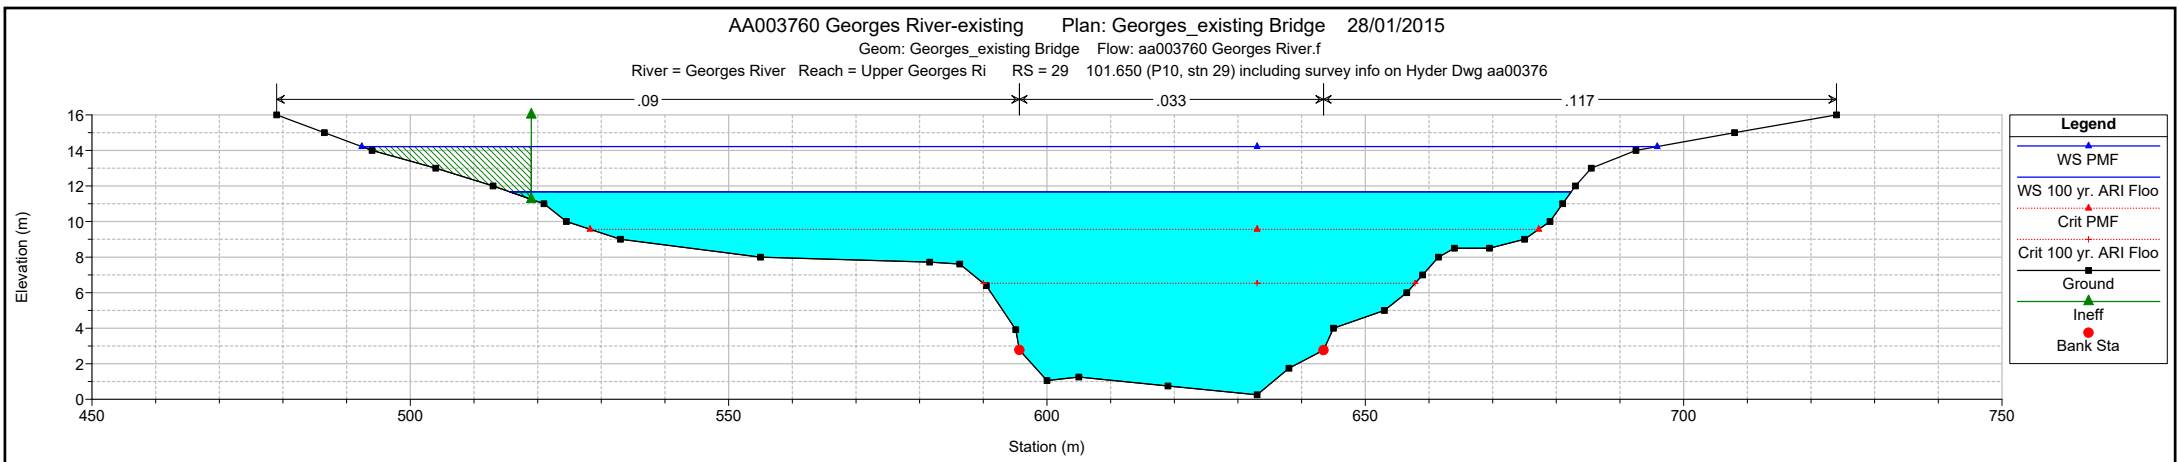 AA003760 Georges River-existing Plan: Georges_existing Bridge 28/01/2015
Geom: Georges_existing Bridge Flow: aa003760 Georges River.f
River = Georges River Reach = Upper Georges Ri RS = 29 101.650 (P10, stn 29) including survey info on Hyder Dwg aa00376
.09 .033 .117
16
14
12
10
8
6
4
2
0
Elevation (m)
450 500 550 600 650 700 750
Station (m)
Legend
WS PMF
WS 100 yr. ARI Floo
Crit PMF
Crit 100 yr. ARI Floo
Ground
Ineff
Bank Sta